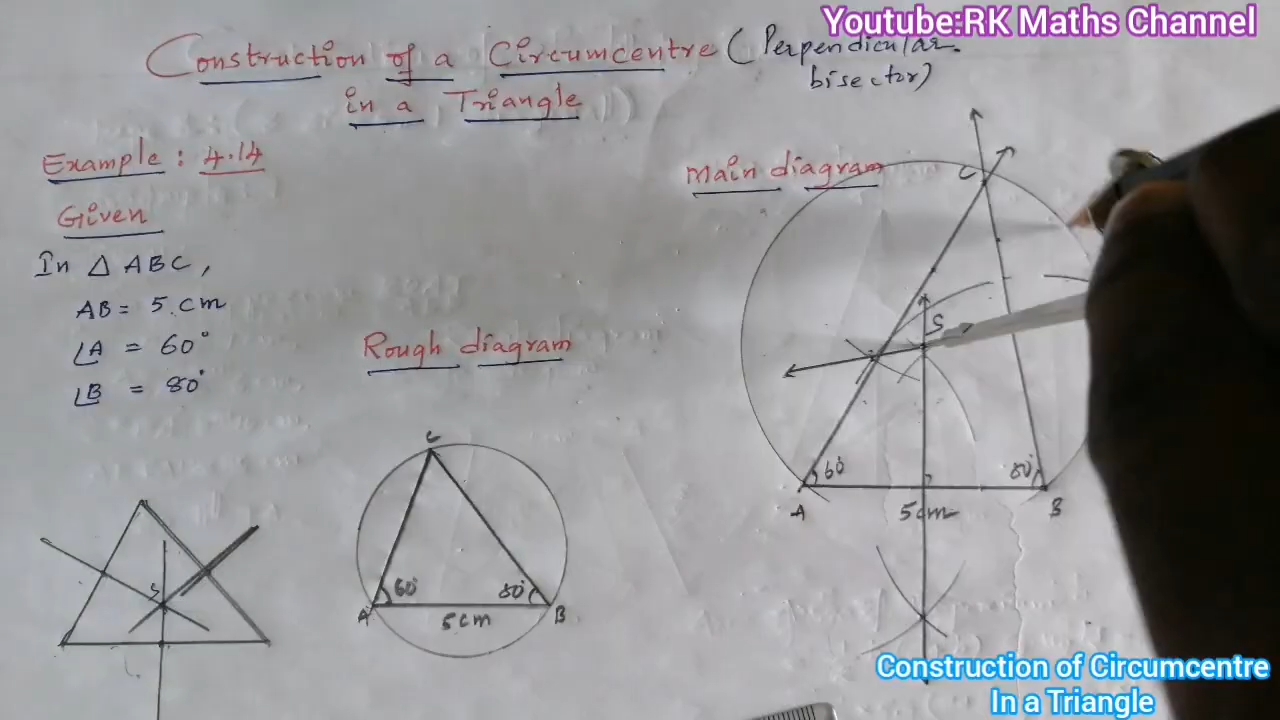 Youtube:RK Maths Channel
Construction of a Circumcentre (Perpendicular
bisector)
in a Triangle
Example : 4.14
Given
In △ ABC,
AB = 5.cm
∠A = 60°
∠B = 80°
Rough diagram
C
60°
80°
A
5cm
B
S
Main diagram
C
S
60°
80°
A
5cm
B
Construction of Circumcentre
In a Triangle